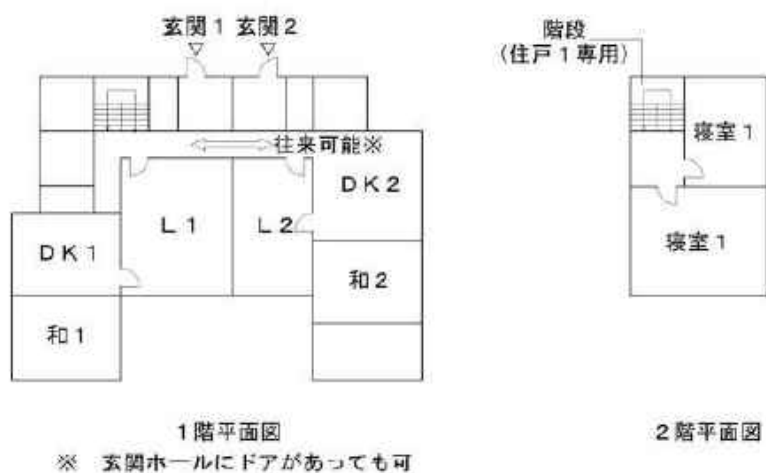 玄関1 玄関2
階段
(住戸1専用)
往来可能※
寝室1
DK2
L1
L2
DK1
寝室1
和2
和1
1階平面図
2階平面図
※ 玄関ホールにドアがあっても可